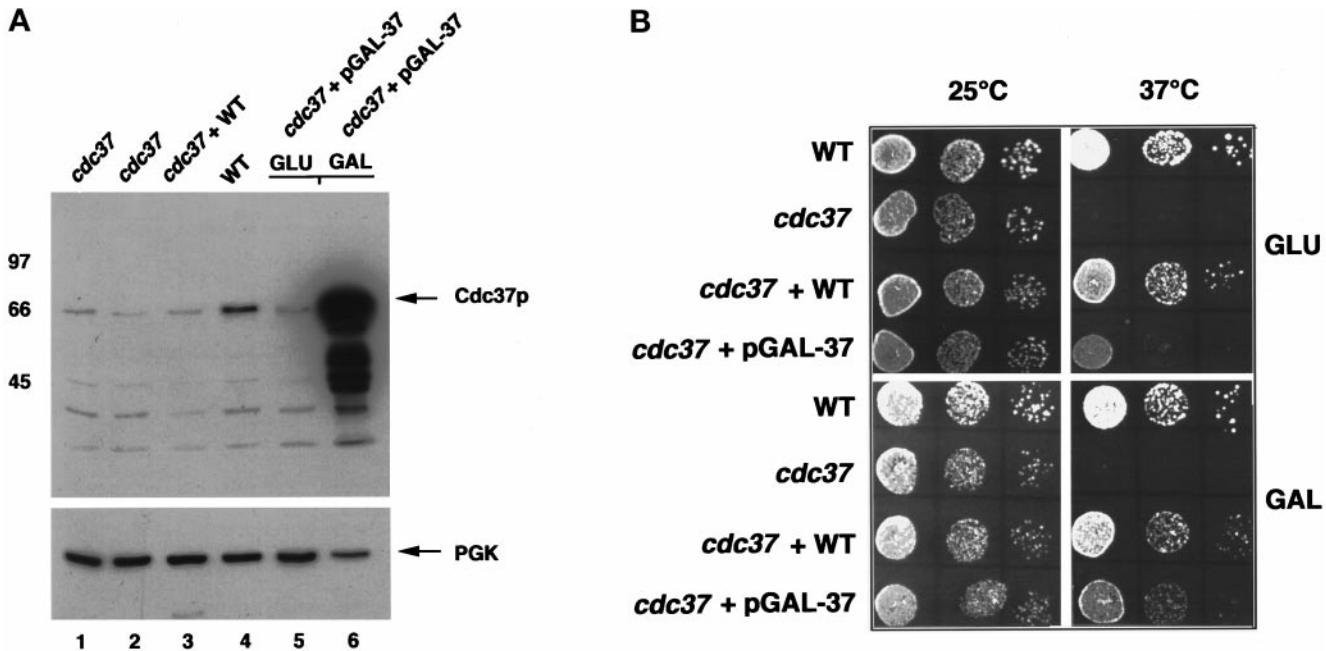 A
cdc37
cdc37
cdc37 + WT
WT
cdc37 + pGAL-37
cdc37 + pGAL-37
GLU GAL
97
66
45
Cdc37p
PGK
1 2 3 4 5 6
B
25°C 37°C
WT
cdc37
cdc37 + WT
cdc37 + pGAL-37
GLU
WT
cdc37
cdc37 + WT
cdc37 + pGAL-37
GAL